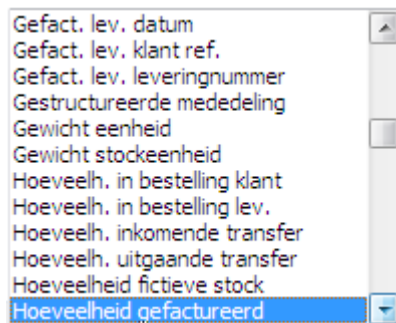 Gefact. lev. datum
Gefact. lev. klant ref.
Gefact. lev. leveringnummer
Gestructureerde mededeling
Gewicht eenheid
Gewicht stockeenheid
Hoeveelh. in bestelling klant
Hoeveelh. in bestelling lev.
Hoeveelh. inkomende transfer
Hoeveelh. uitgaande transfer
Hoeveelheid fictieve stock
Hoeveelheid gefactureerd